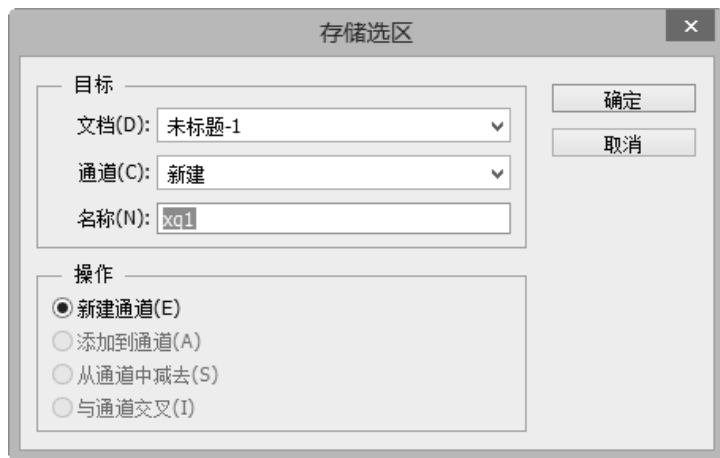 存储选区
目标
文档(D): 未标题-1
通道(C): 新建
名称(N): xq1
确定
取消
操作
新建通道(E)
添加到通道(A)
从通道中减去(S)
与通道交叉(I)